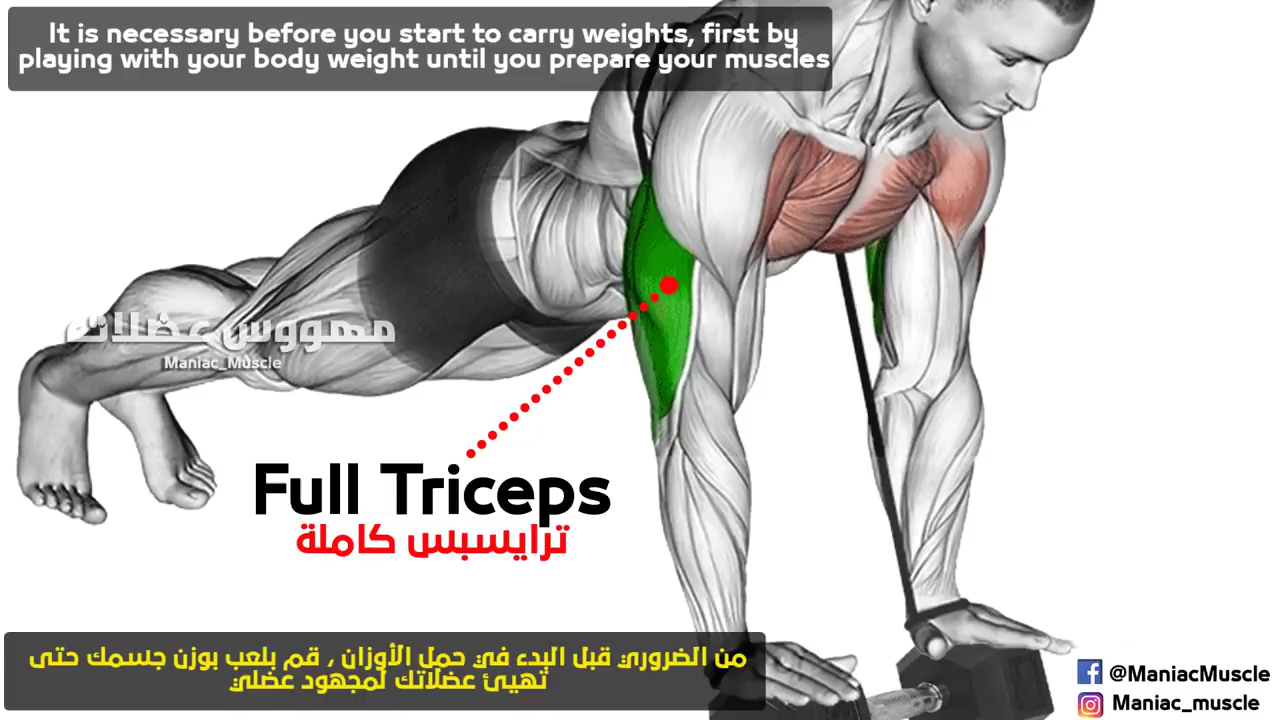 It is necessary before you start to carry weights, first by
playing with your body weight until you prepare your muscles
مهووس عضلات
Maniac_Muscle
Full Triceps
ترايسبس كاملة
من الضروري قبل البدء في حمل الأوزان , قم بلعب بوزن جسمك حتى
تهيئ عضلاتك لمجهود عضلي
@ManiacMuscle
Maniac_muscle